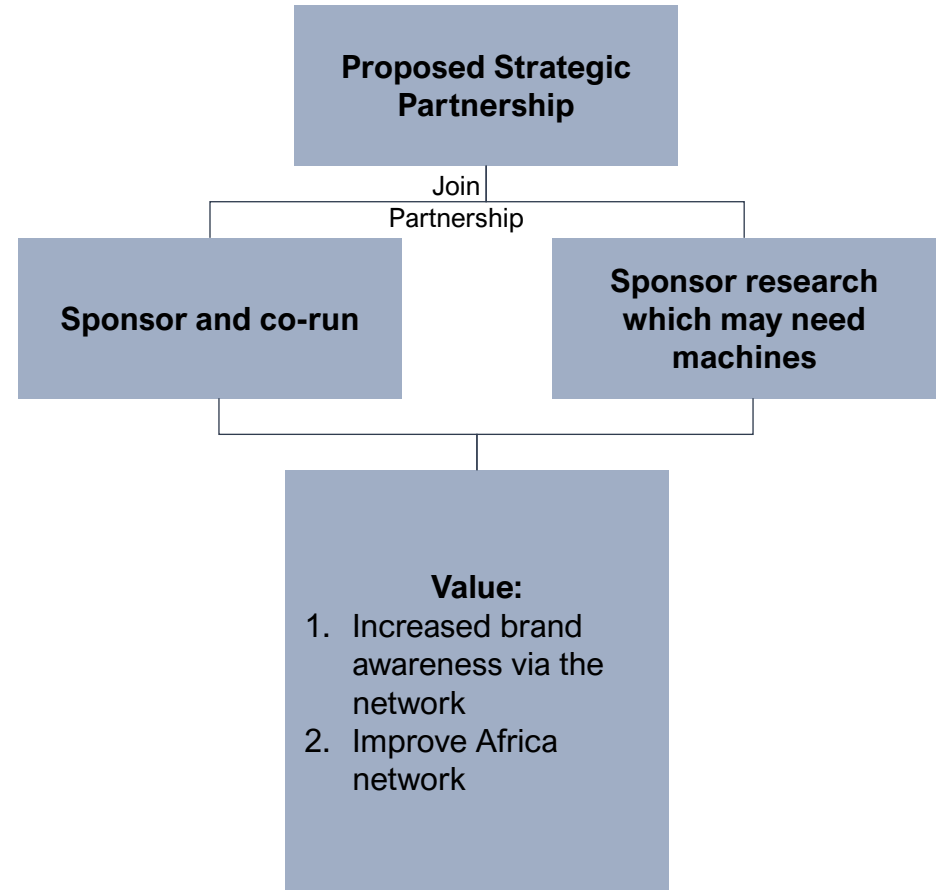 Proposed Strategic
Partnership
Join
Partnership
Sponsor and co-run
Sponsor research
which may need
machines
Value:
1. Increased brand
awareness via the
network
2. Improve Africa
network